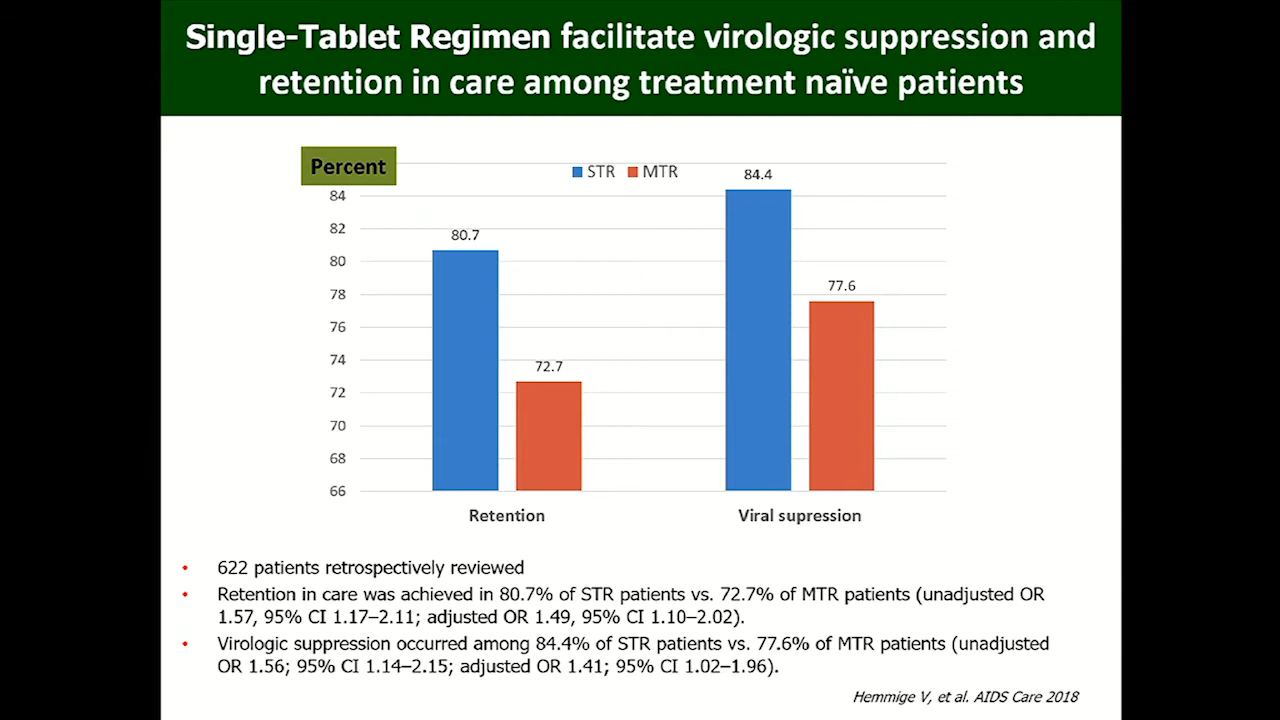 Single-Tablet Regimen facilitate virologic suppression and
retention in care among treatment naïve patients
Percent
STR MTR
84
82
80
78
76
74
72
70
68
66
80.7
72.7
84.4
77.6
Retention
Viral supression
• 622 patients retrospectively reviewed
• Retention in care was achieved in 80.7% of STR patients vs. 72.7% of MTR patients (unadjusted OR
1.57, 95% CI 1.17–2.11; adjusted OR 1.49, 95% CI 1.10–2.02).
• Virologic suppression occurred among 84.4% of STR patients vs. 77.6% of MTR patients (unadjusted
OR 1.56; 95% CI 1.14–2.15; adjusted OR 1.41; 95% CI 1.02–1.96).
Hemmige V, et al. AIDS Care 2018